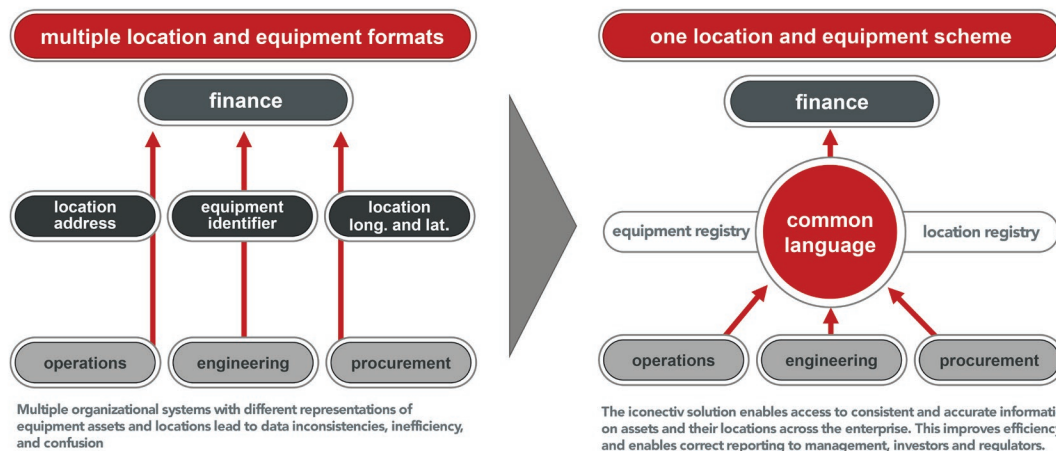 multiple location and equipment formats
finance
location
address
equipment
identifier
location
long. and lat.
operations
engineering
procurement
Multiple organizational systems with different representations of
equipment assets and locations lead to data inconsistencies, inefficiency,
and confusion
one location and equipment scheme
finance
equipment registry
common
language
location registry
operations
engineering
procurement
The iconectiv solution enables access to consistent and accurate informati
on assets and their locations across the enterprise. This improves efficiency
and enables correct reporting to management, investors and regulators.